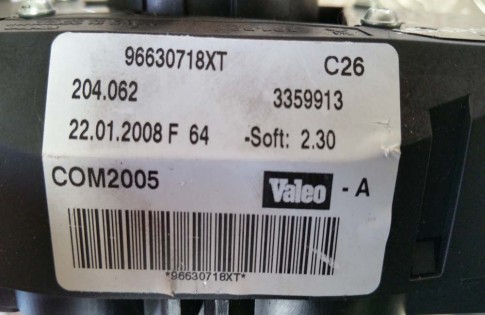 96630718XT C26
204.062 3359913
22.01.2008 F 64 -Soft: 2.30
COM2005 Valeo - A
*96630718XT*